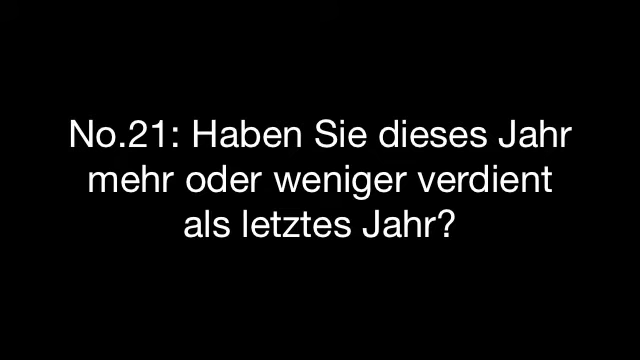 No.21: Haben Sie dieses Jahr
mehr oder weniger verdient
als letztes Jahr?